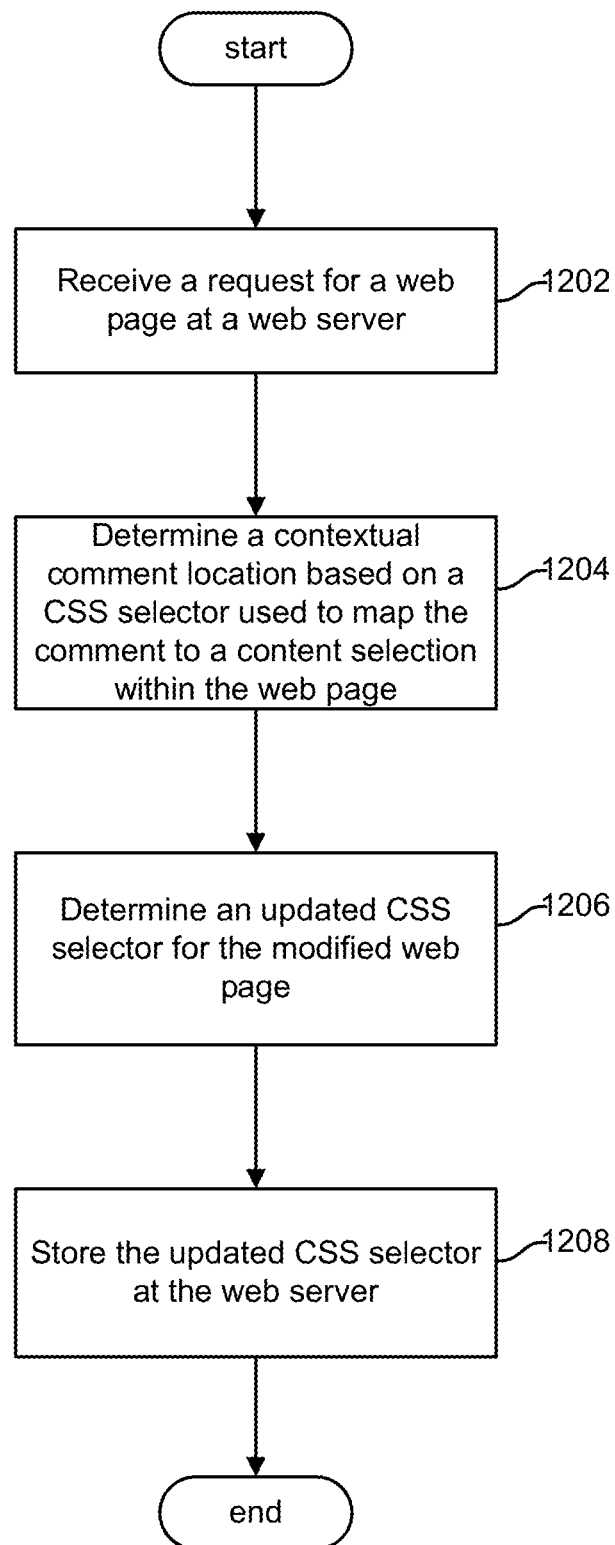 start
Receive a request for a web
page at a web server
1202
Determine a contextual
comment location based on a
CSS selector used to map the
comment to a content selection
within the web page
1204
Determine an updated CSS
selector for the modified web
page
1206
Store the updated CSS selector
at the web server
1208
end